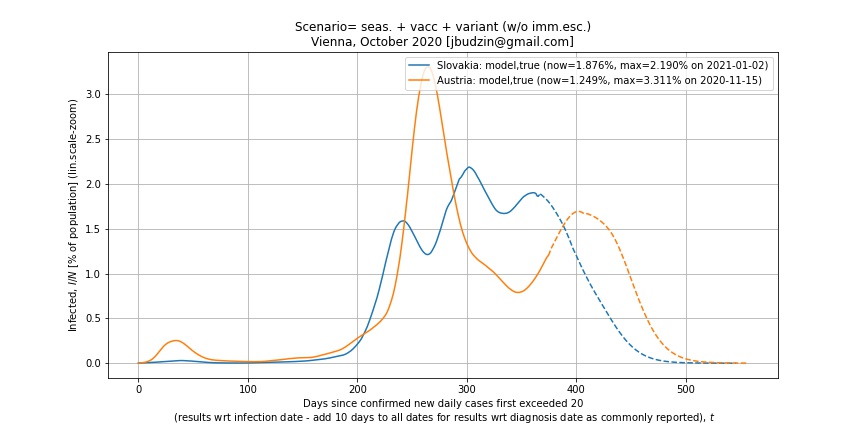 Scenario= seas. + vacc + variant (w/o imm.esc.)
Vienna, October 2020 [jbudzin@gmail.com]
Slovakia: model,true (now=1.876%, max=2.190% on 2021-01-02)
Austria: model,true (now=1.249%, max=3.311% on 2020-11-15)
Infected, I/N [% of population] (lin.scale-zoom)
3.0
2.5
2.0
1.5
1.0
0.5
0.0
0 100 200 300 400 500
Days since confirmed new daily cases first exceeded 20
(results wrt infection date - add 10 days to all dates for results wrt diagnosis date as commonly reported), t